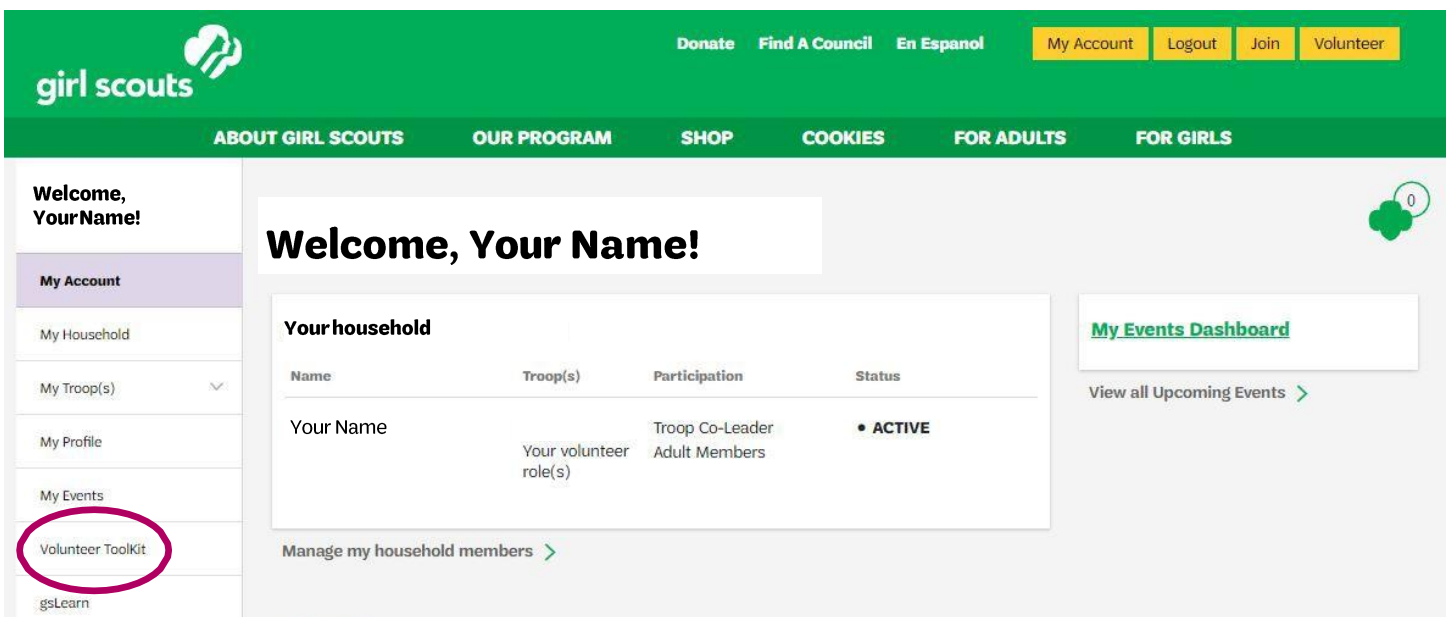 girl scouts
Donate Find A Council En Espanol My Account Logout Join Volunteer
ABOUT GIRL SCOUTS OUR PROGRAM SHOP COOKIES FOR ADULTS FOR GIRLS
Welcome,
YourName!
My Account
My Household
My Troop(s)
My Profile
My Events
Volunteer ToolKit
gsLearn
Welcome, Your Name!
0
Your household
Name Troop(s) Participation Status
Your Name Troop Co-Leader • ACTIVE
Your volunteer Adult Members
role(s)
Manage my household members >
My Events Dashboard
View all Upcoming Events >